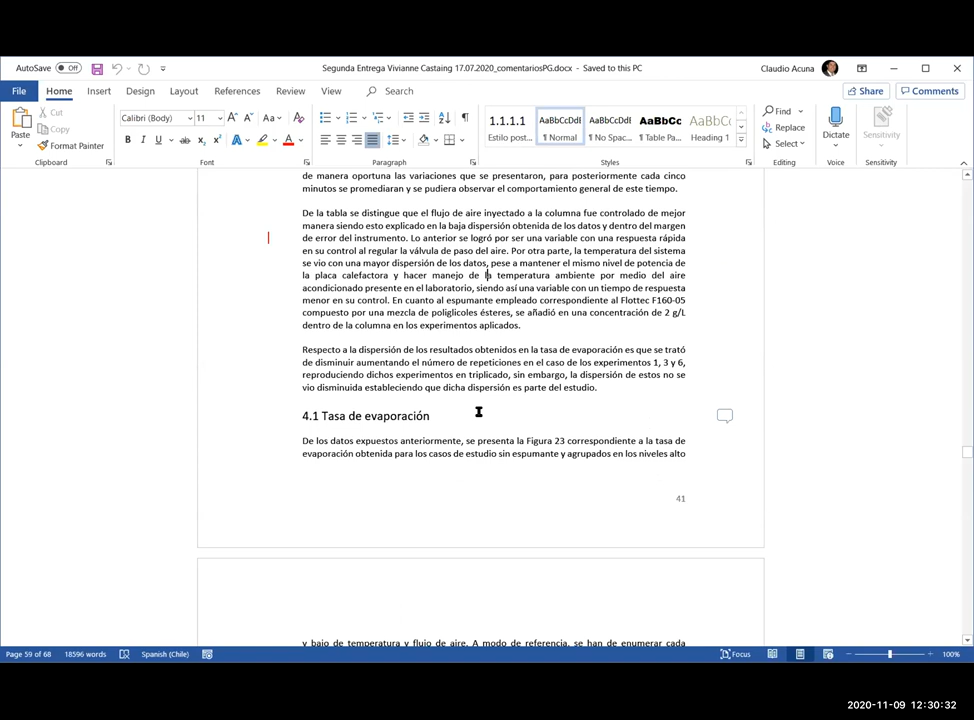 AutoSave Off
Segunda Entrega Vivianne Castaing 17.07.2020_comentariosPG.docx - Saved to this PC
Claudio Acuna
File Home Insert Design Layout References Review View Search Share Comments
Paste
Cut
Copy
Format Painter
Clipboard
Calibri (Body) 11
Font
Paragraph
1.1.1.1 AaBbCcDdI AaBbCcDdI AaBbCc AaBbC(
Estilo post... ¶ Normal ¶ No Spac... ¶ Table Pa... Heading 1
Styles
Find
Replace
Select
Editing
Dictate
Voice
Sensitivity
Sensitivity
de manera oportuna las variaciones que se presentaron, para posteriormente cada cinco
minutos se promediaran y se pudiera observar el comportamiento general de este tiempo.
De la tabla se distingue que el flujo de aire inyectado a la columna fue controlado de mejor
manera siendo esto explicado en la baja dispersión obtenida de los datos y dentro del margen
de error del instrumento. Lo anterior se logró por ser una variable con una respuesta rápida
en su control al regular la válvula de paso del aire. Por otra parte, la temperatura del sistema
se vio con una mayor dispersión de los datos, pese a mantener el mismo nivel de potencia de
la placa calefactora y hacer manejo de la temperatura ambiente por medio del aire
acondicionado presente en el laboratorio, siendo así una variable con un tiempo de respuesta
menor en su control. En cuanto al espumante empleado correspondiente al Flottec F160-05
compuesto por una mezcla de poliglicoles ésteres, se añadió en una concentración de 2 g/L
dentro de la columna en los experimentos aplicados.
Respecto a la dispersión de los resultados obtenidos en la tasa de evaporación es que se trató
de disminuir aumentando el número de repeticiones en el caso de los experimentos 1, 3 y 6,
reproduciendo dichos experimentos en triplicado, sin embargo, la dispersión de estos no se
vio disminuida estableciendo que dicha dispersión es parte del estudio.
4.1 Tasa de evaporación
De los datos expuestos anteriormente, se presenta la Figura 23 correspondiente a la tasa de
evaporación obtenida para los casos de estudio sin espumante y agrupados en los niveles alto
41
y bajo de temperatura y flujo de aire. A modo de referencia, se han de enumerar cada
Page 59 of 68 18596 words Spanish (Chile) Focus 100%
2020-11-09 12:30:32